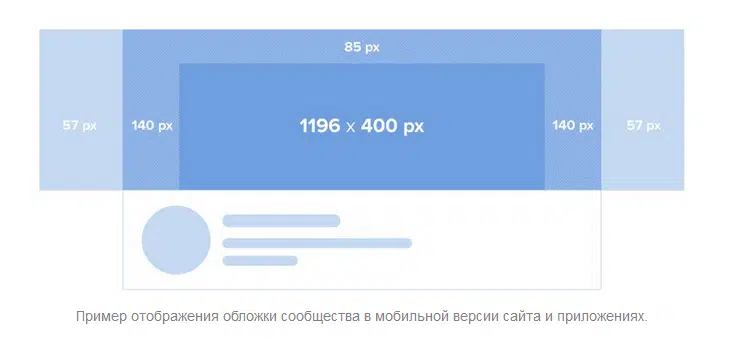 85 px
57 px
140 px
1196 x 400 px
140 px
57 px
Пример отображения обложки сообщества в мобильной версии сайта и приложениях.